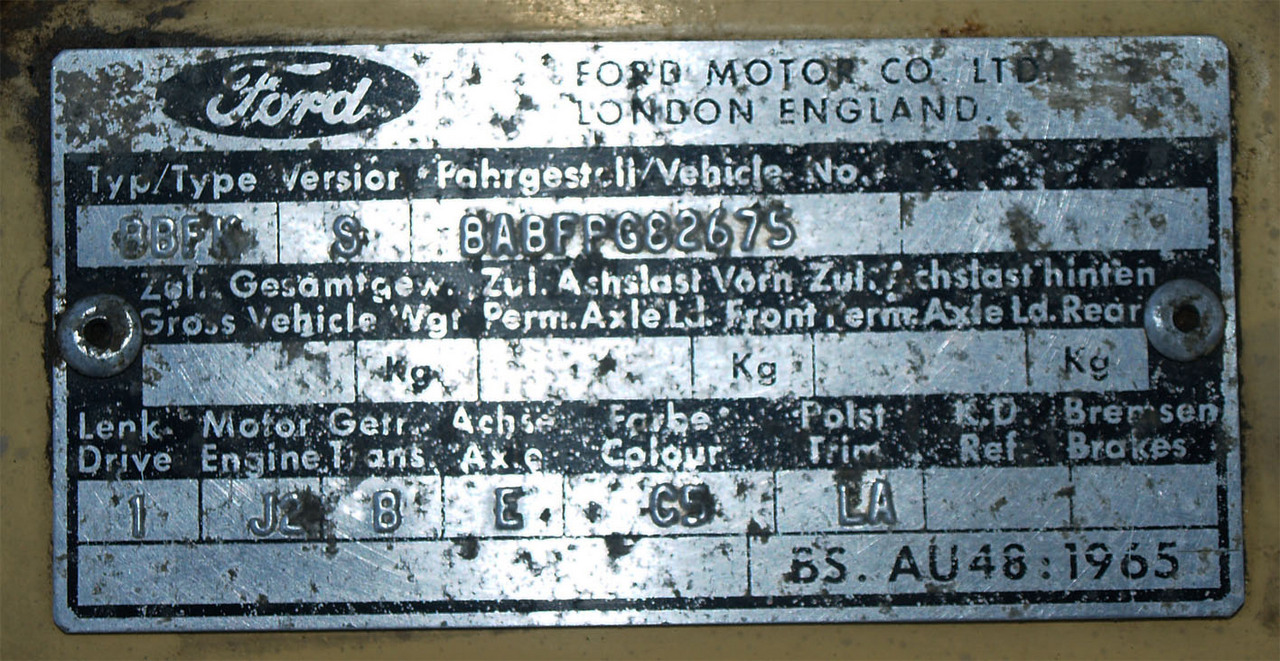 Ford
FORD MOTOR CO. LTD.
LONDON ENGLAND.
Typ/Type Version Fahrgestell/Vehicle No.
BBFK S BABFPG82675
Zul. Gesamtgew. Zul. Achslast Vorn Zul. Achslast hinten
Gross Vehicle Wgt Perm. Axle Ld. Front Perm. Axle Ld. Rear
Kg Kg Kg
Lenk. Motor Getr. Achse Farbe Polst K.D. Bremsen
Drive Engine Trans. Axle Colour Trim Ref. Brakes
1 J2 B E C5 LA
BS. AU48:1965